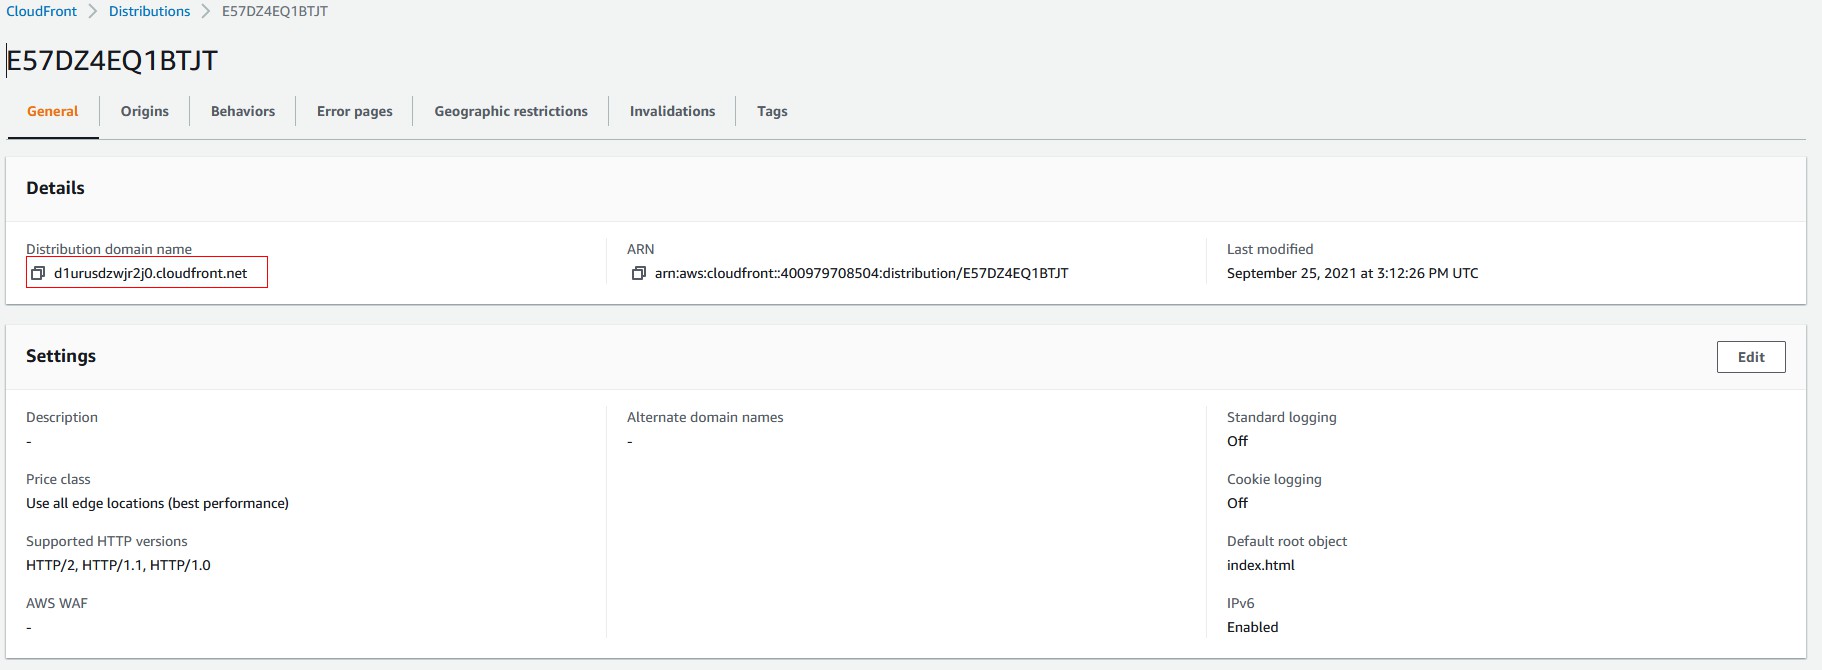 CloudFront > Distributions > E57DZ4EQ1BTJT
E57DZ4EQ1BTJT
General
Origins
Behaviors
Error pages
Geographic restrictions
Invalidations
Tags
Details
Distribution domain name
d1urusdzwjr2j0.cloudfront.net
ARN
arn:aws:cloudfront::400979708504:distribution/E57DZ4EQ1BTJT
Last modified
September 25, 2021 at 3:12:26 PM UTC
Settings
Edit
Description
-
Price class
Use all edge locations (best performance)
Supported HTTP versions
HTTP/2, HTTP/1.1, HTTP/1.0
AWS WAF
-
Alternate domain names
-
Standard logging
Off
Cookie logging
Off
Default root object
index.html
IPv6
Enabled